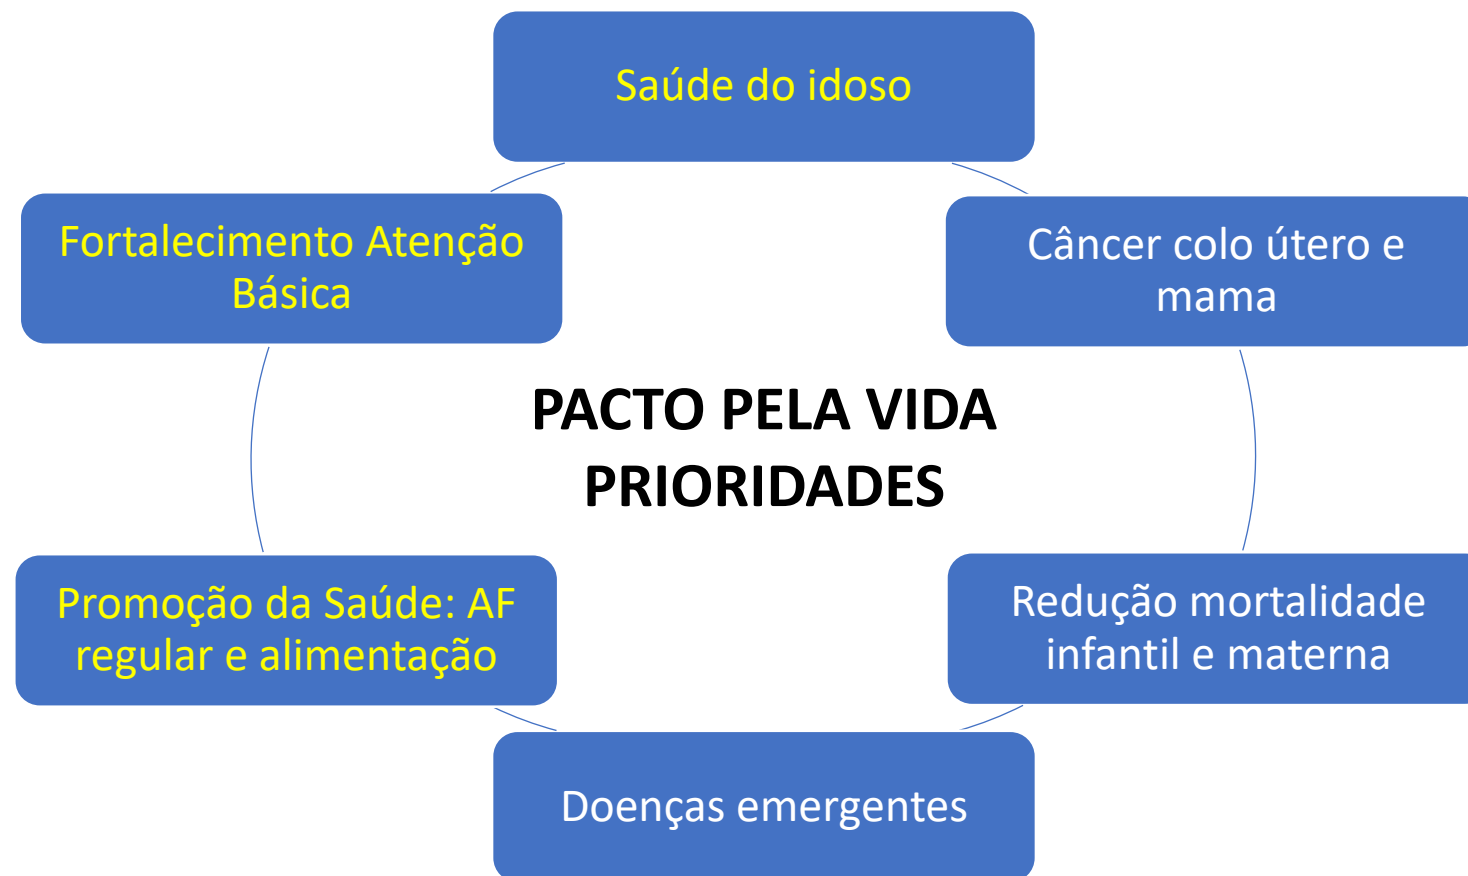 Saúde do idoso
Fortalecimento Atenção
Básica
Câncer colo útero e
mama
PACTO PELA VIDA
PRIORIDADES
Promoção da Saúde: AF
regular e alimentação
Redução mortalidade
infantil e materna
Doenças emergentes